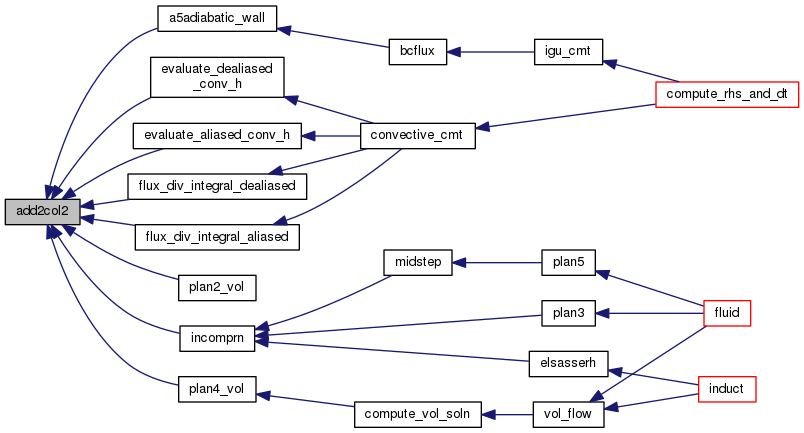 add2col2
a5adiabatic_wall
bcflux
igu_cmt
compute_rhs_and_dt
evaluate_dealiased
_conv_h
convective_cmt
evaluate_aliased_conv_h
flux_div_integral_dealiased
flux_div_integral_aliased
plan2_vol
incomprn
midstep
plan5
fluid
plan3
elsasserh
induct
plan4_vol
compute_vol_soln
vol_flow